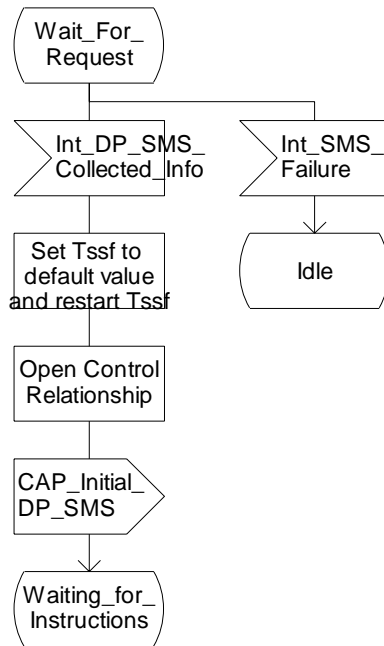 Wait_For_
Request
Int_DP_SMS_
Collected_Info
Int_SMS_
Failure
Set Tssf to
default value
and restart Tssf
Idle
Open Control
Relationship
CAP_Initial_
DP_SMS
Waiting_for_
Instructions